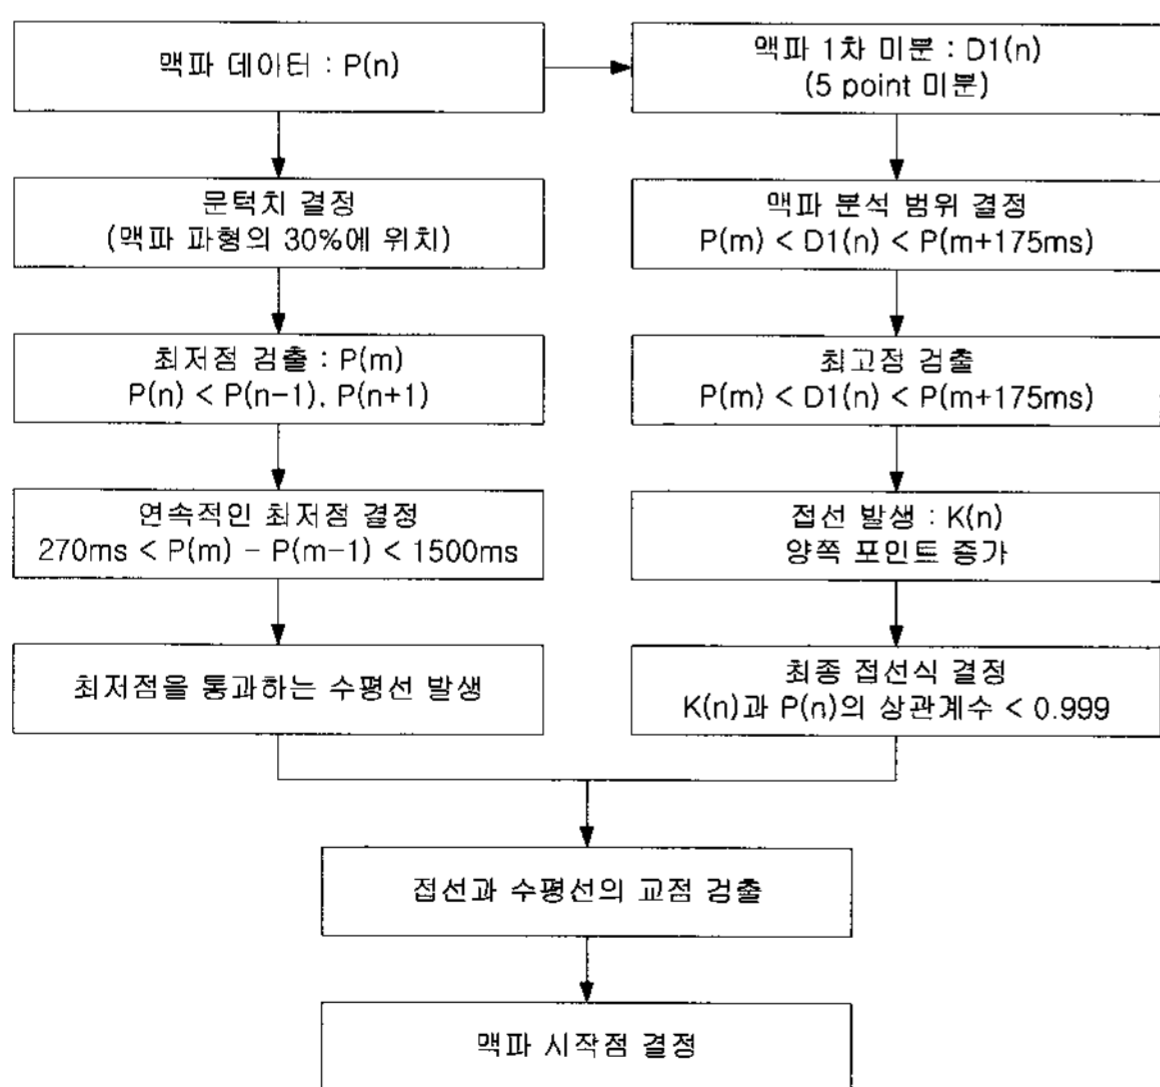 맥파 데이터 : P(n)
맥파 1차 미분 : D1(n)
(5 point 미분)
문턱치 결정
(맥파 파형의 30%에 위치)
맥파 분석 범위 결정
P(m) < D1(n) < P(m+175ms)
최저점 검출 : P(m)
P(n) < P(n-1), P(n+1)
최고점 검출
P(m) < D1(n) < P(m+175ms)
연속적인 최저점 결정
270ms < P(m) - P(m-1) < 1500ms
접선 발생 : K(n)
양쪽 포인트 증가
최저점을 통과하는 수평선 발생
최종 접선식 결정
K(n)과 P(n)의 상관계수 < 0.999
접선과 수평선의 교점 검출
맥파 시작점 결정